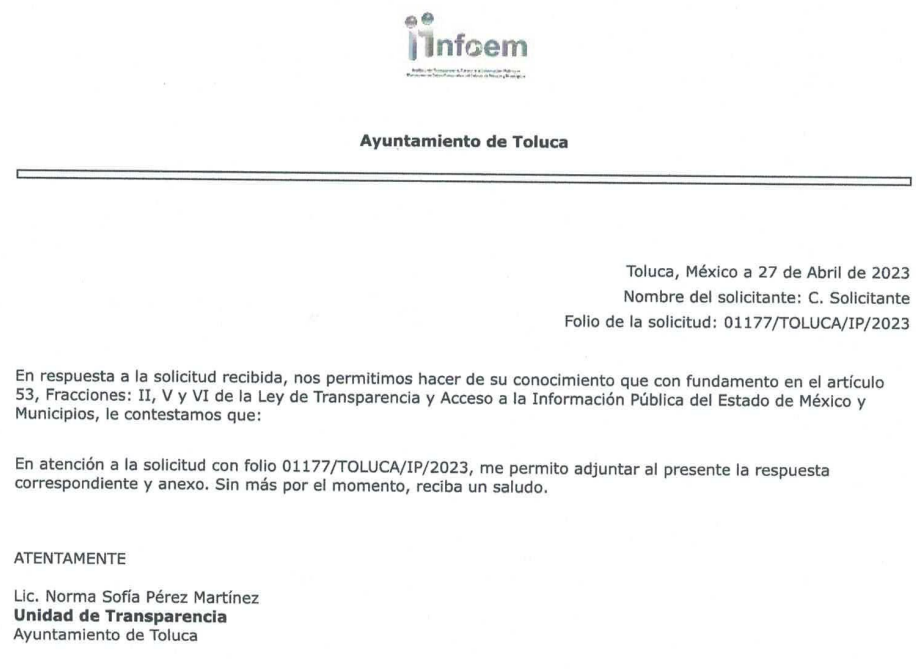 infoem
Ayuntamiento de Toluca
Toluca, México a 27 de Abril de 2023
Nombre del solicitante: C. Solicitante
Folio de la solicitud: 01177/TOLUCA/IP/2023
En respuesta a la solicitud recibida, nos permitimos hacer de su conocimiento que con fundamento en el artículo
53, Fracciones: II, V y VI de la Ley de Transparencia y Acceso a la Información Pública del Estado de México y
Municipios, le contestamos que:
En atención a la solicitud con folio 01177/TOLUCA/IP/2023, me permito adjuntar al presente la respuesta
correspondiente y anexo. Sin más por el momento, reciba un saludo.
ATENTAMENTE
Lic. Norma Sofía Pérez Martínez
Unidad de Transparencia
Ayuntamiento de Toluca